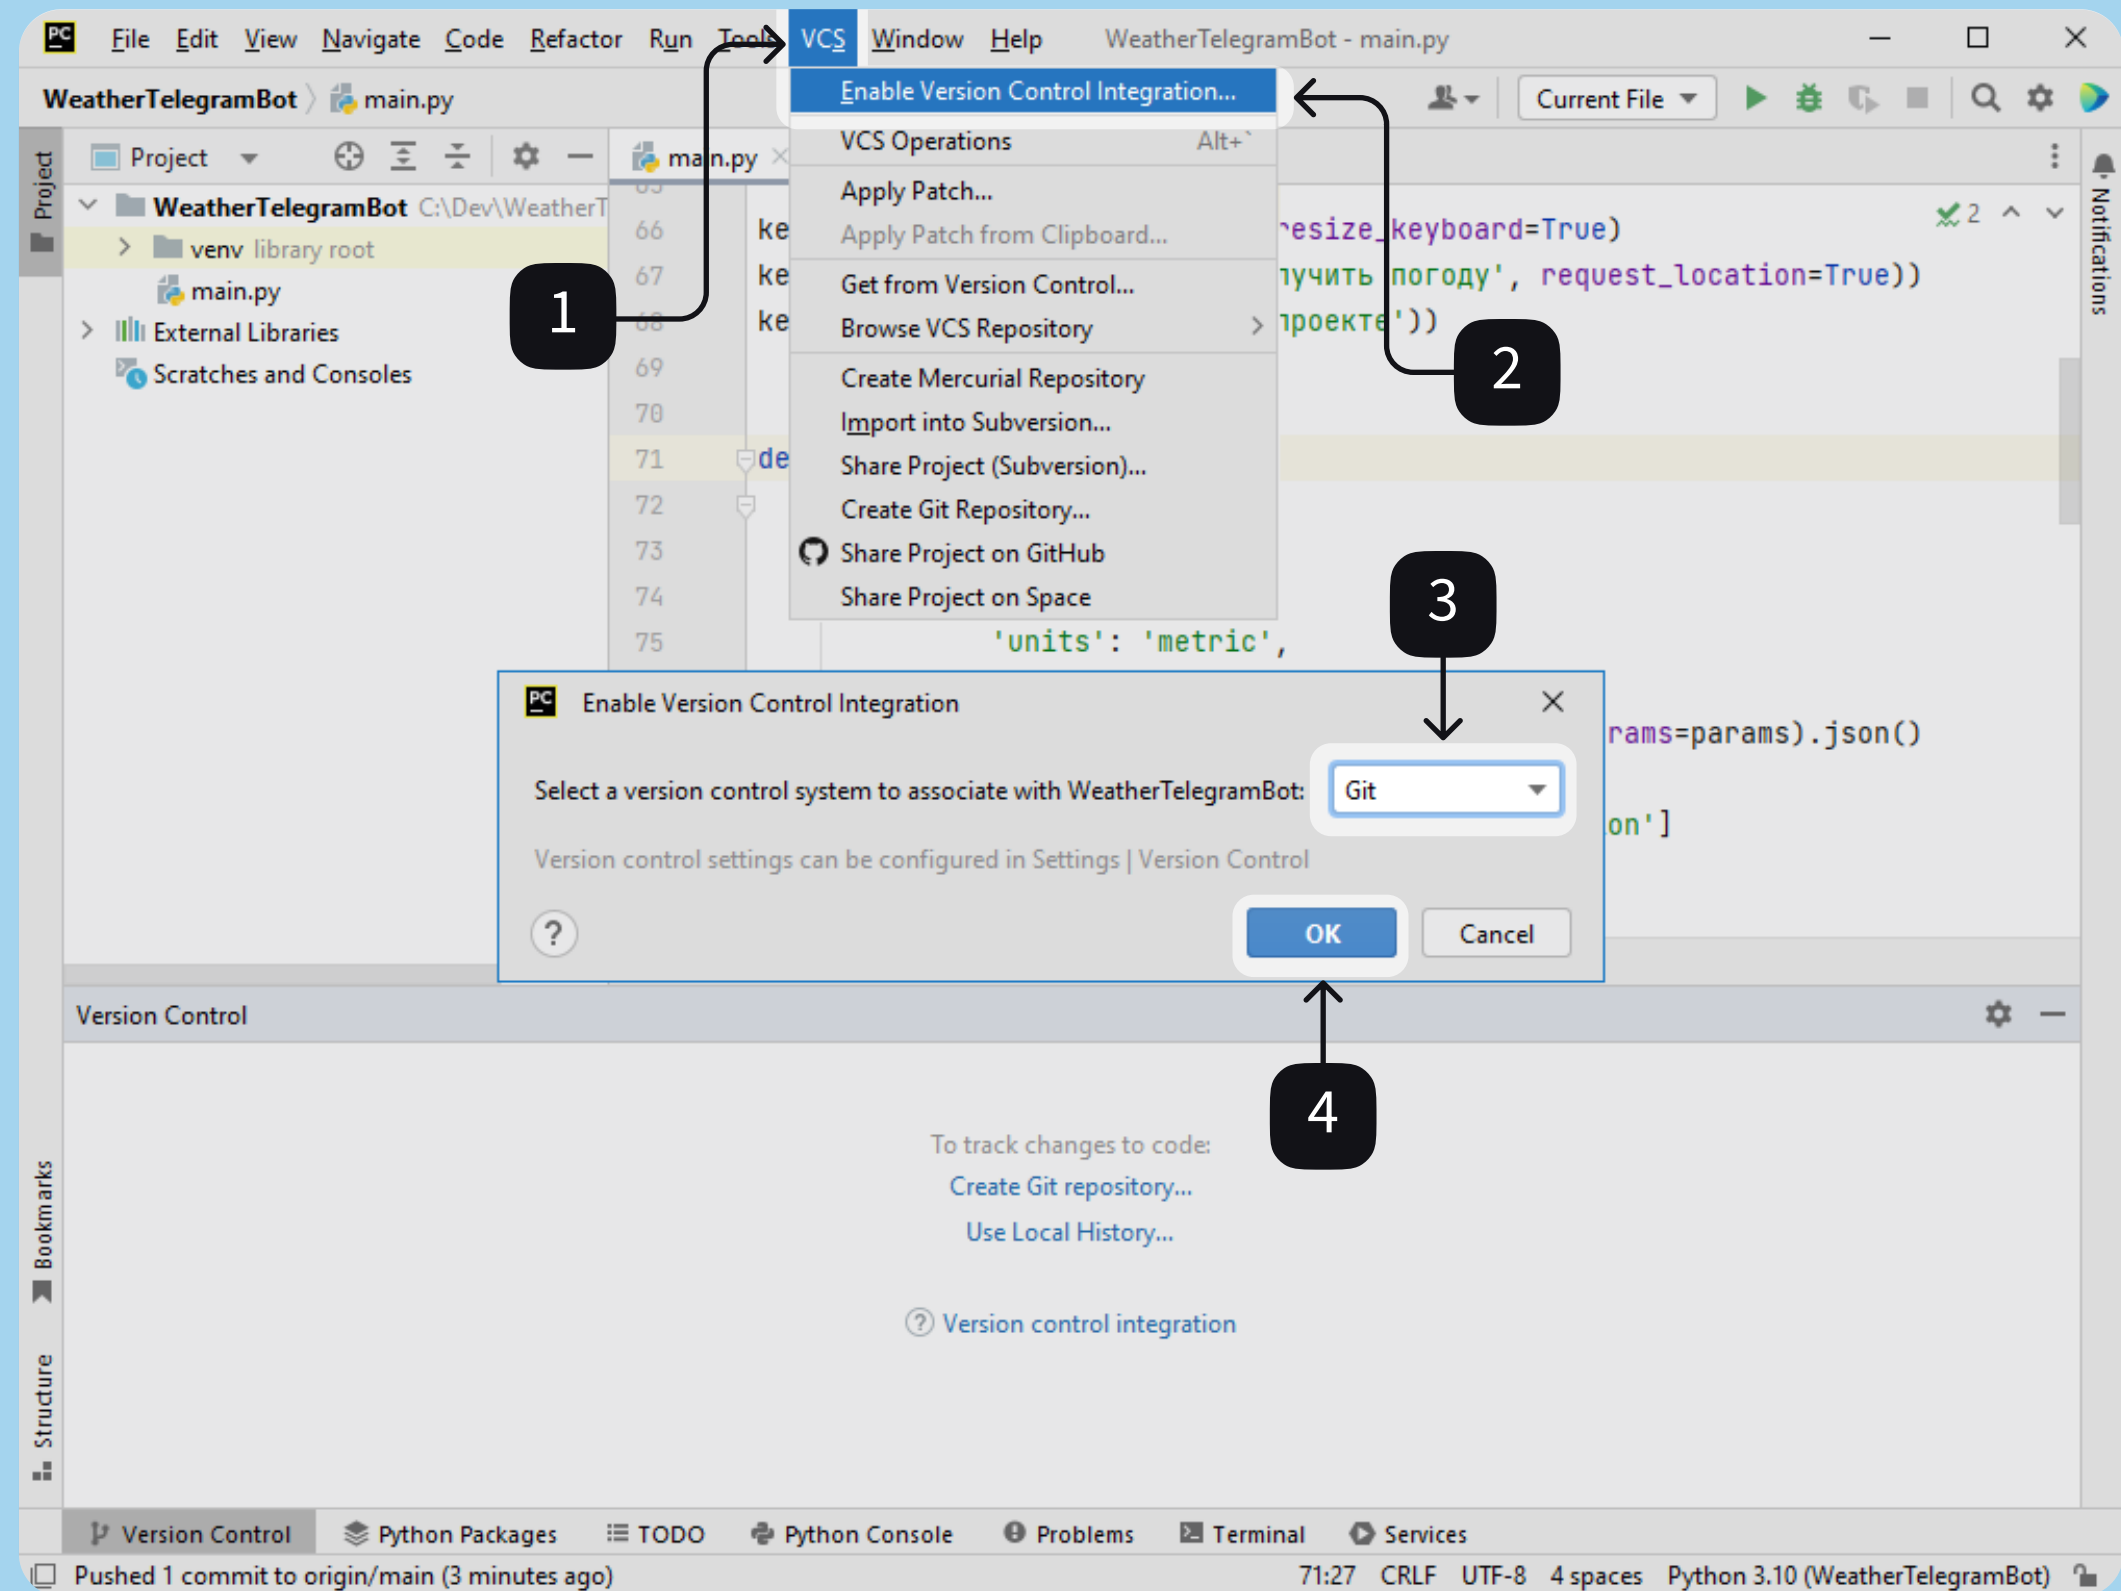 PC File Edit View Navigate Code Refactor Run Tools VCS Window Help WeatherTelegramBot - main.py
WeatherTelegramBot main.py
Current File
Project
Project
main.py
WeatherTelegramBot C:\Dev\WeatherT
venv library root
main.py
External Libraries
Scratches and Consoles
Enable Version Control Integration...
VCS Operations Alt+`
Apply Patch...
Apply Patch from Clipboard...
Get from Version Control...
Browse VCS Repository
Create Mercurial Repository
Import into Subversion...
Share Project (Subversion)...
Create Git Repository...
Share Project on GitHub
Share Project on Space
1
2
3
4
2
Notifications
66 ke resize_keyboard=True)
67 ke лучить погоду', request_location=True))
68 ke проекте'))
69
70
71 de
72
73
74
75 'units': 'metric',
rams=params).json()
on']
PC Enable Version Control Integration
Select a version control system to associate with WeatherTelegramBot: Git
Version control settings can be configured in Settings | Version Control
? OK Cancel
Version Control
To track changes to code:
Create Git repository...
Use Local History...
? Version control integration
Bookmarks
Structure
Version Control Python Packages TODO Python Console Problems Terminal Services
Pushed 1 commit to origin/main (3 minutes ago) 71:27 CRLF UTF-8 4 spaces Python 3.10 (WeatherTelegramBot)